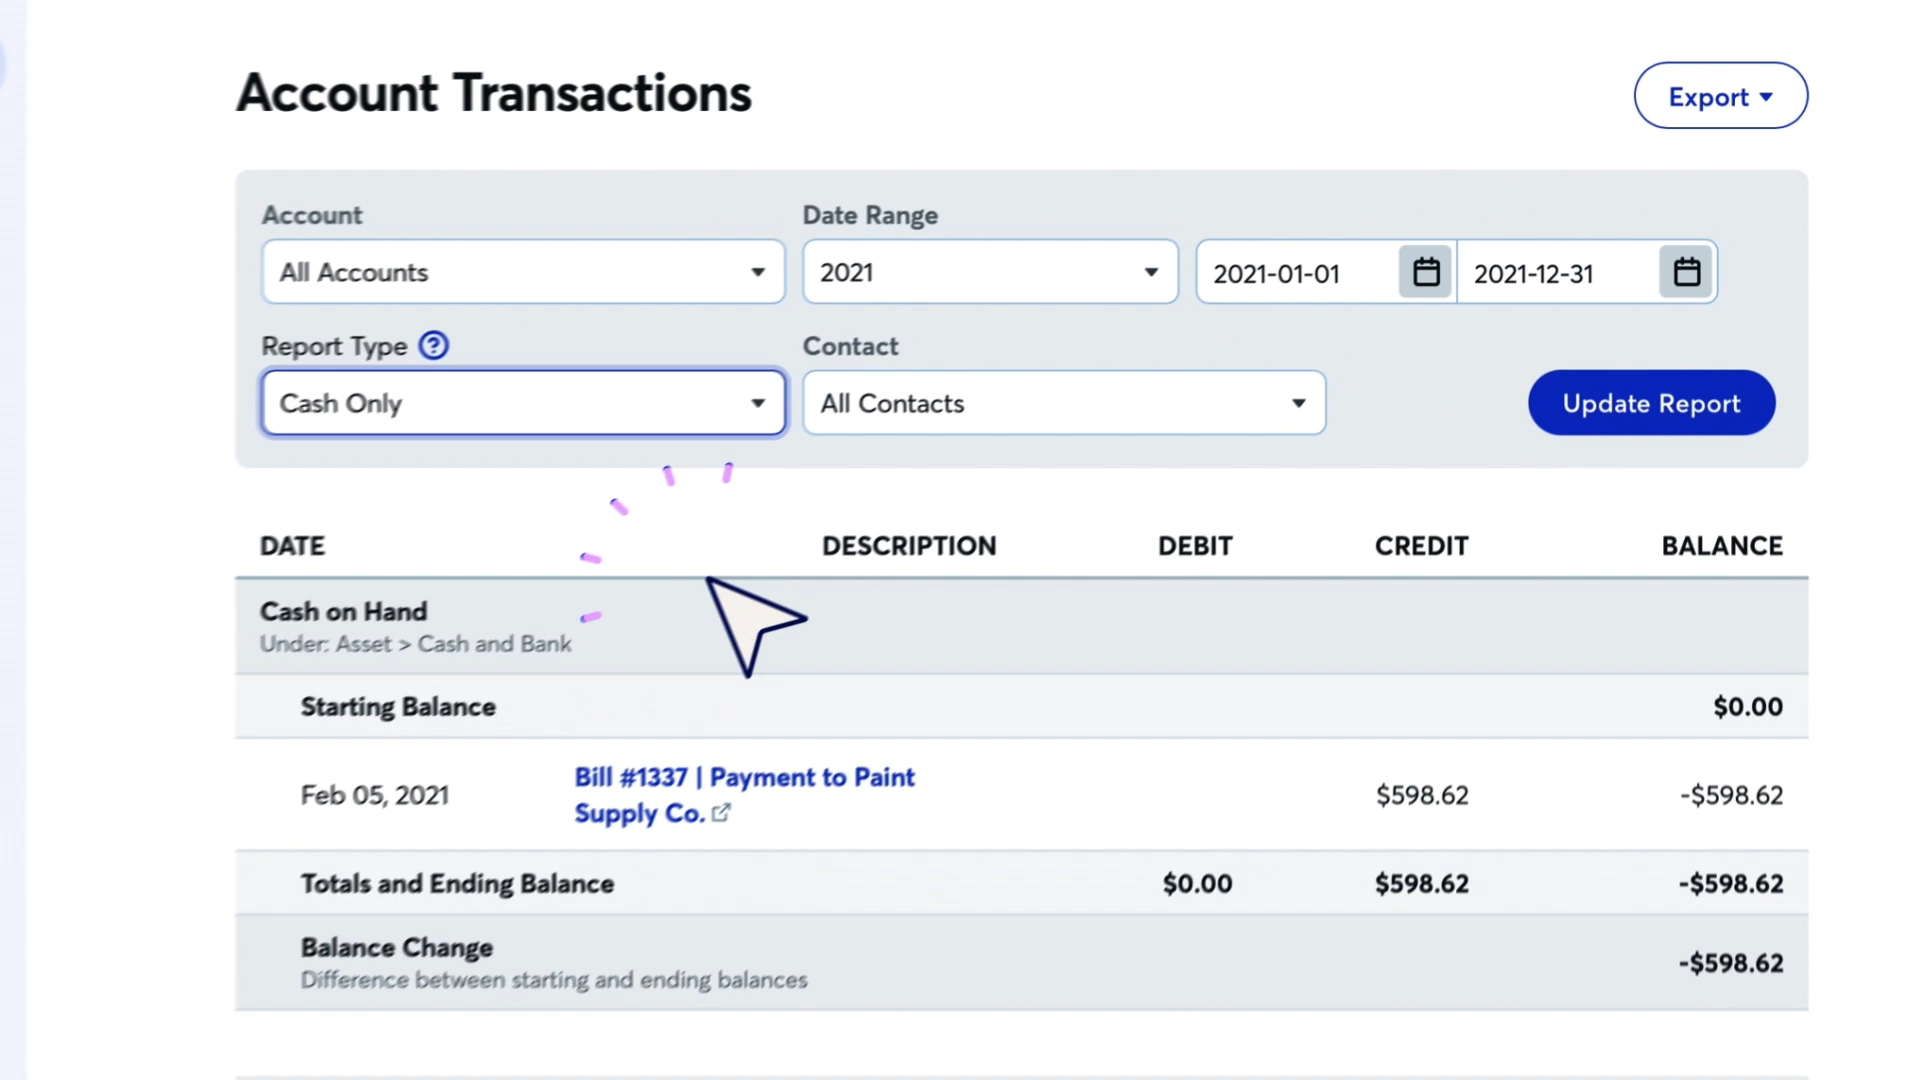 Account Transactions
Export
Account
Date Range
All Accounts
2021
2021-01-01
2021-12-31
Report Type ?
Contact
Cash Only
All Contacts
Update Report
DATE DESCRIPTION DEBIT CREDIT BALANCE
Cash on Hand
Under: Asset > Cash and Bank
Starting Balance $0.00
Feb 05, 2021 Bill #1337 | Payment to Paint
Supply Co. $598.62 -$598.62
Totals and Ending Balance $0.00 $598.62 -$598.62
Balance Change -$598.62
Difference between starting and ending balances